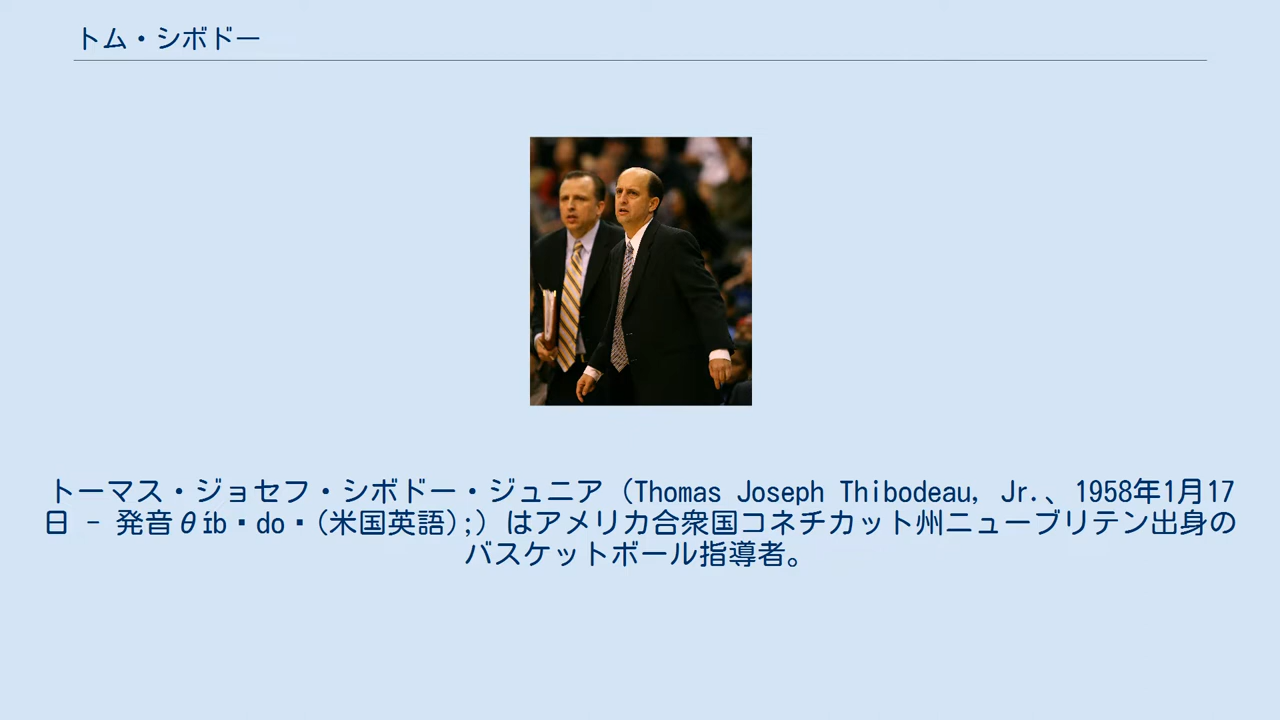 トム・シボドー
トーマス・ジョセフ・シボドー・ジュニア（Thomas Joseph Thibodeau, Jr.、1958年1月17
日 - 発音θíb・do・(米国英語);）はアメリカ合衆国コネチカット州ニューブリテン出身の
バスケットボール指導者。